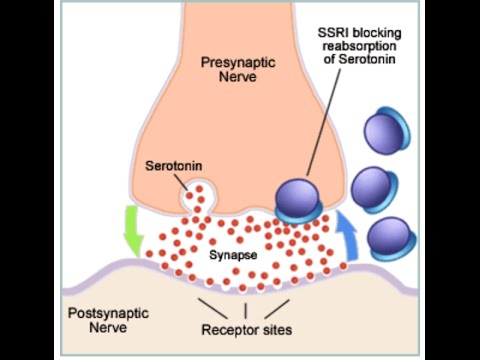 SSRI blocking
reabsorption
of Serotonin
Presynaptic
Nerve
Serotonin
Synapse
Postsynaptic
Nerve
Receptor sites